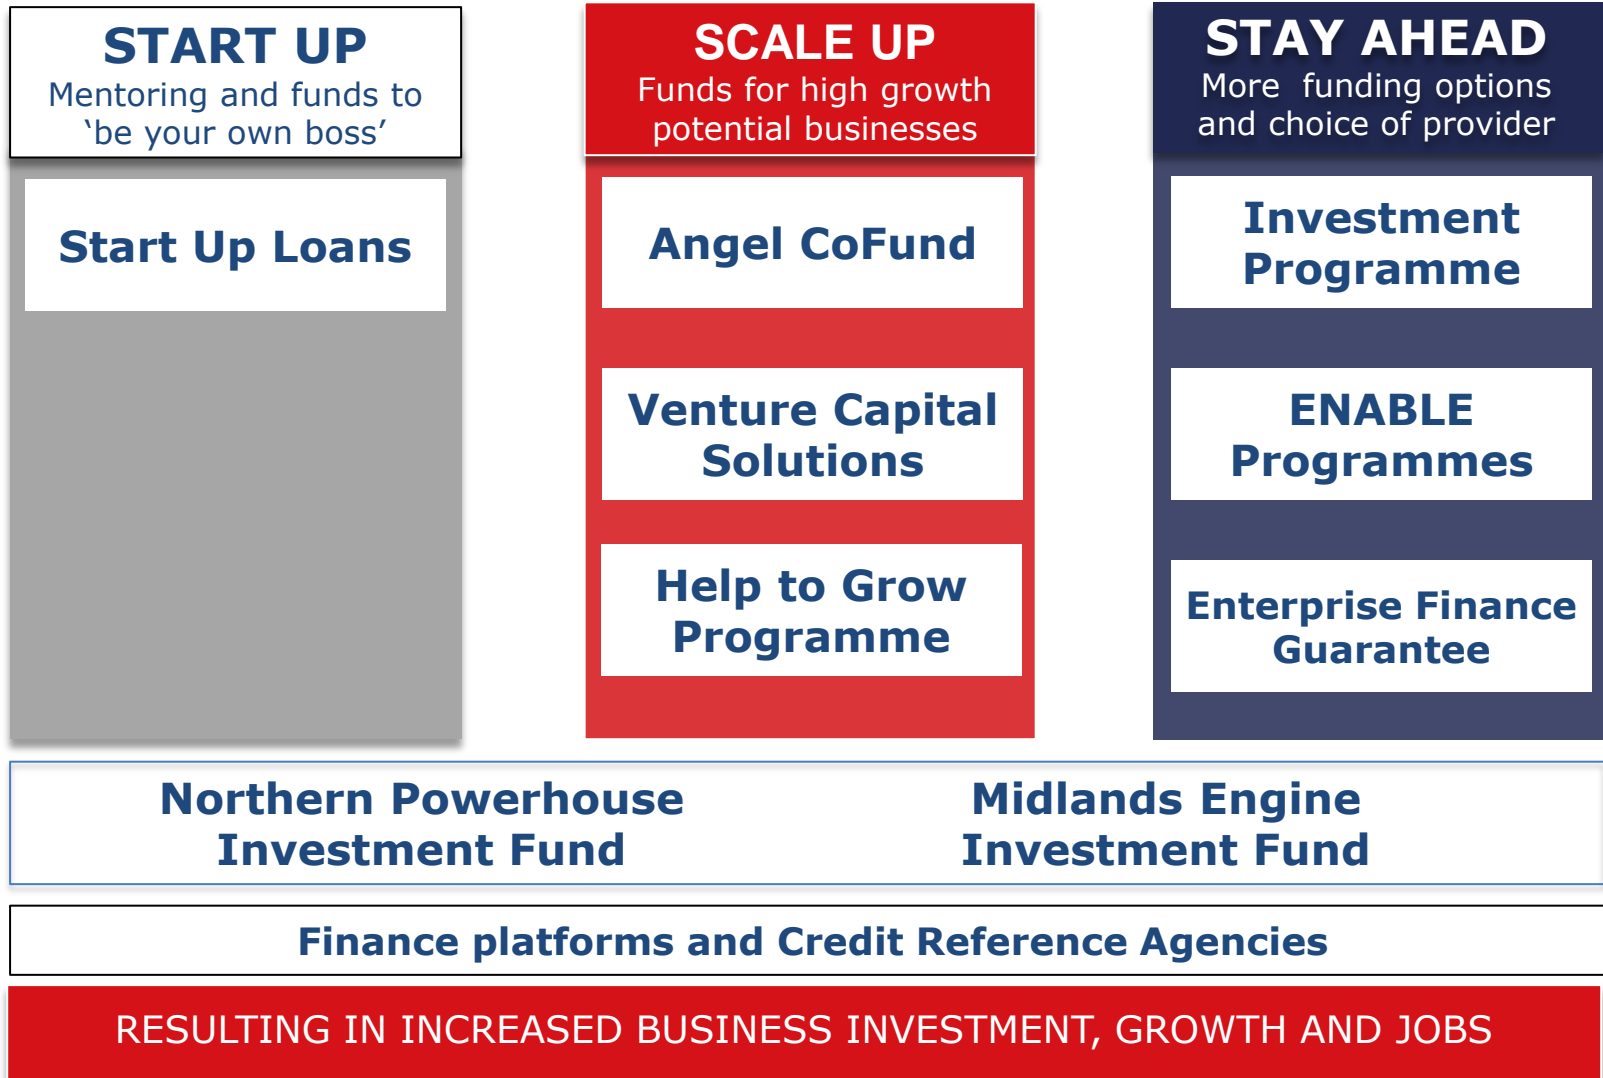 START UP
Mentoring and funds to
‘be your own boss’
Start Up Loans
SCALE UP
Funds for high growth
potential businesses
Angel CoFund
Venture Capital
Solutions
Help to Grow
Programme
STAY AHEAD
More funding options
and choice of provider
Investment
Programme
ENABLE
Programmes
Enterprise Finance
Guarantee
Northern Powerhouse
Investment Fund
Midlands Engine
Investment Fund
Finance platforms and Credit Reference Agencies
RESULTING IN INCREASED BUSINESS INVESTMENT, GROWTH AND JOBS